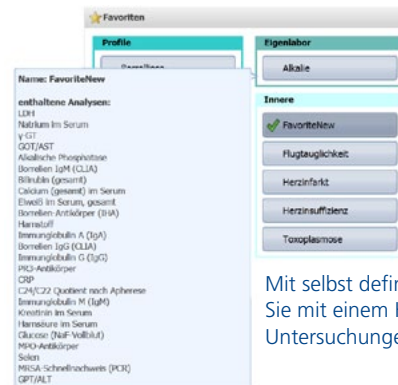 Favoriten
Profile
Eigenlabor
Alkalie
Name: FavoriteNew
enthaltene Analysen:
LDH
Natrium im Serum
γ-GT
GOT/AST
Alkalische Phosphatase
Borrelien IgM (CLIA)
Bilirubin (gesamt)
Calcium (gesamt) im Serum
Eiweiß im Serum, gesamt
Borrelien-Antikörper (IHA)
Harnstoff
Immunglobulin A (IgA)
Borrelien IgG (CLIA)
Immunglobulin G (IgG)
PR3-Antikörper
CRP
C24/C22 Quotient nach Apherese
Immunglobulin M (IgM)
Kreatinin im Serum
Harnsäure im Serum
Glucose (NaF-Vollblut)
MPO-Antikörper
Selen
MRSA-Schnellnachweis (PCR)
GPT/ALT
Innere
FavoriteNew
Flugtauglichkeit
Herzinfarkt
Herzinsuffizienz
Toxoplasmose
Mit selbst defin
Sie mit einem
Untersuchunge